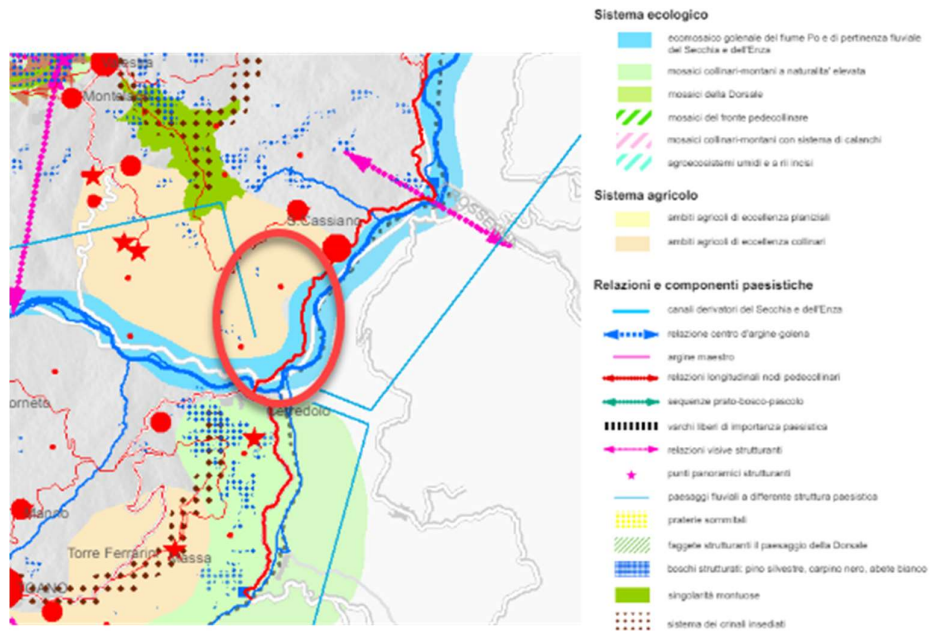 Sistema ecologico
ecomosaico golenale del fiume Po e di pertinenza fluviale
del Secchia e dell'Enza
mosaici collinari-montani a naturalita' elevata
mosaici della Dorsale
mosaici del fronte pedecollinare
mosaici collinari-montani con sistema di calanchi
agroecosistemi umidi e a rii incisi
Sistema agricolo
ambiti agricoli di eccellenza planiziali
ambiti agricoli di eccellenza collinari
Relazioni e componenti paesistiche
canali derivatori del Secchia e dell'Enza
relazione centro d'argine golena
argine maestro
relazioni longitudinali nodi pedecollinari
sequenze prato-bosco-pascolo
varchi liberi di importanza paesistica
relazioni visive strutturanti
punti panoramici strutturanti
paesaggi fluviali a differente struttura paesistica
praterie sommitali
faggete strutturanti il paesaggio della Dorsale
boschi strutturati: pino silvestre, carpino nero, abete bianco
singolarità montuose
sistema dei crinali insediati
S.Cassiano
Cerredolo
orneto
Torre Ferrarini
Massa